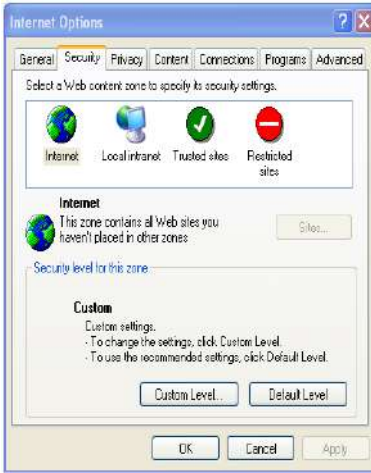 Internet Options
General Security Privacy Content Connections Programs Advanced
Select a Web content zone to specify its security settings.
Internet Local intranet Trusted sites Restricted sites
Internet
This zone contains all Web sites you
haven't placed in other zones
Sites...
Security level for this zone
Custom
Custom settings.
- To change the settings, click Custom Level.
- To use the recommended settings, click Default Level.
Custom Level... Default Level
OK Cancel Apply